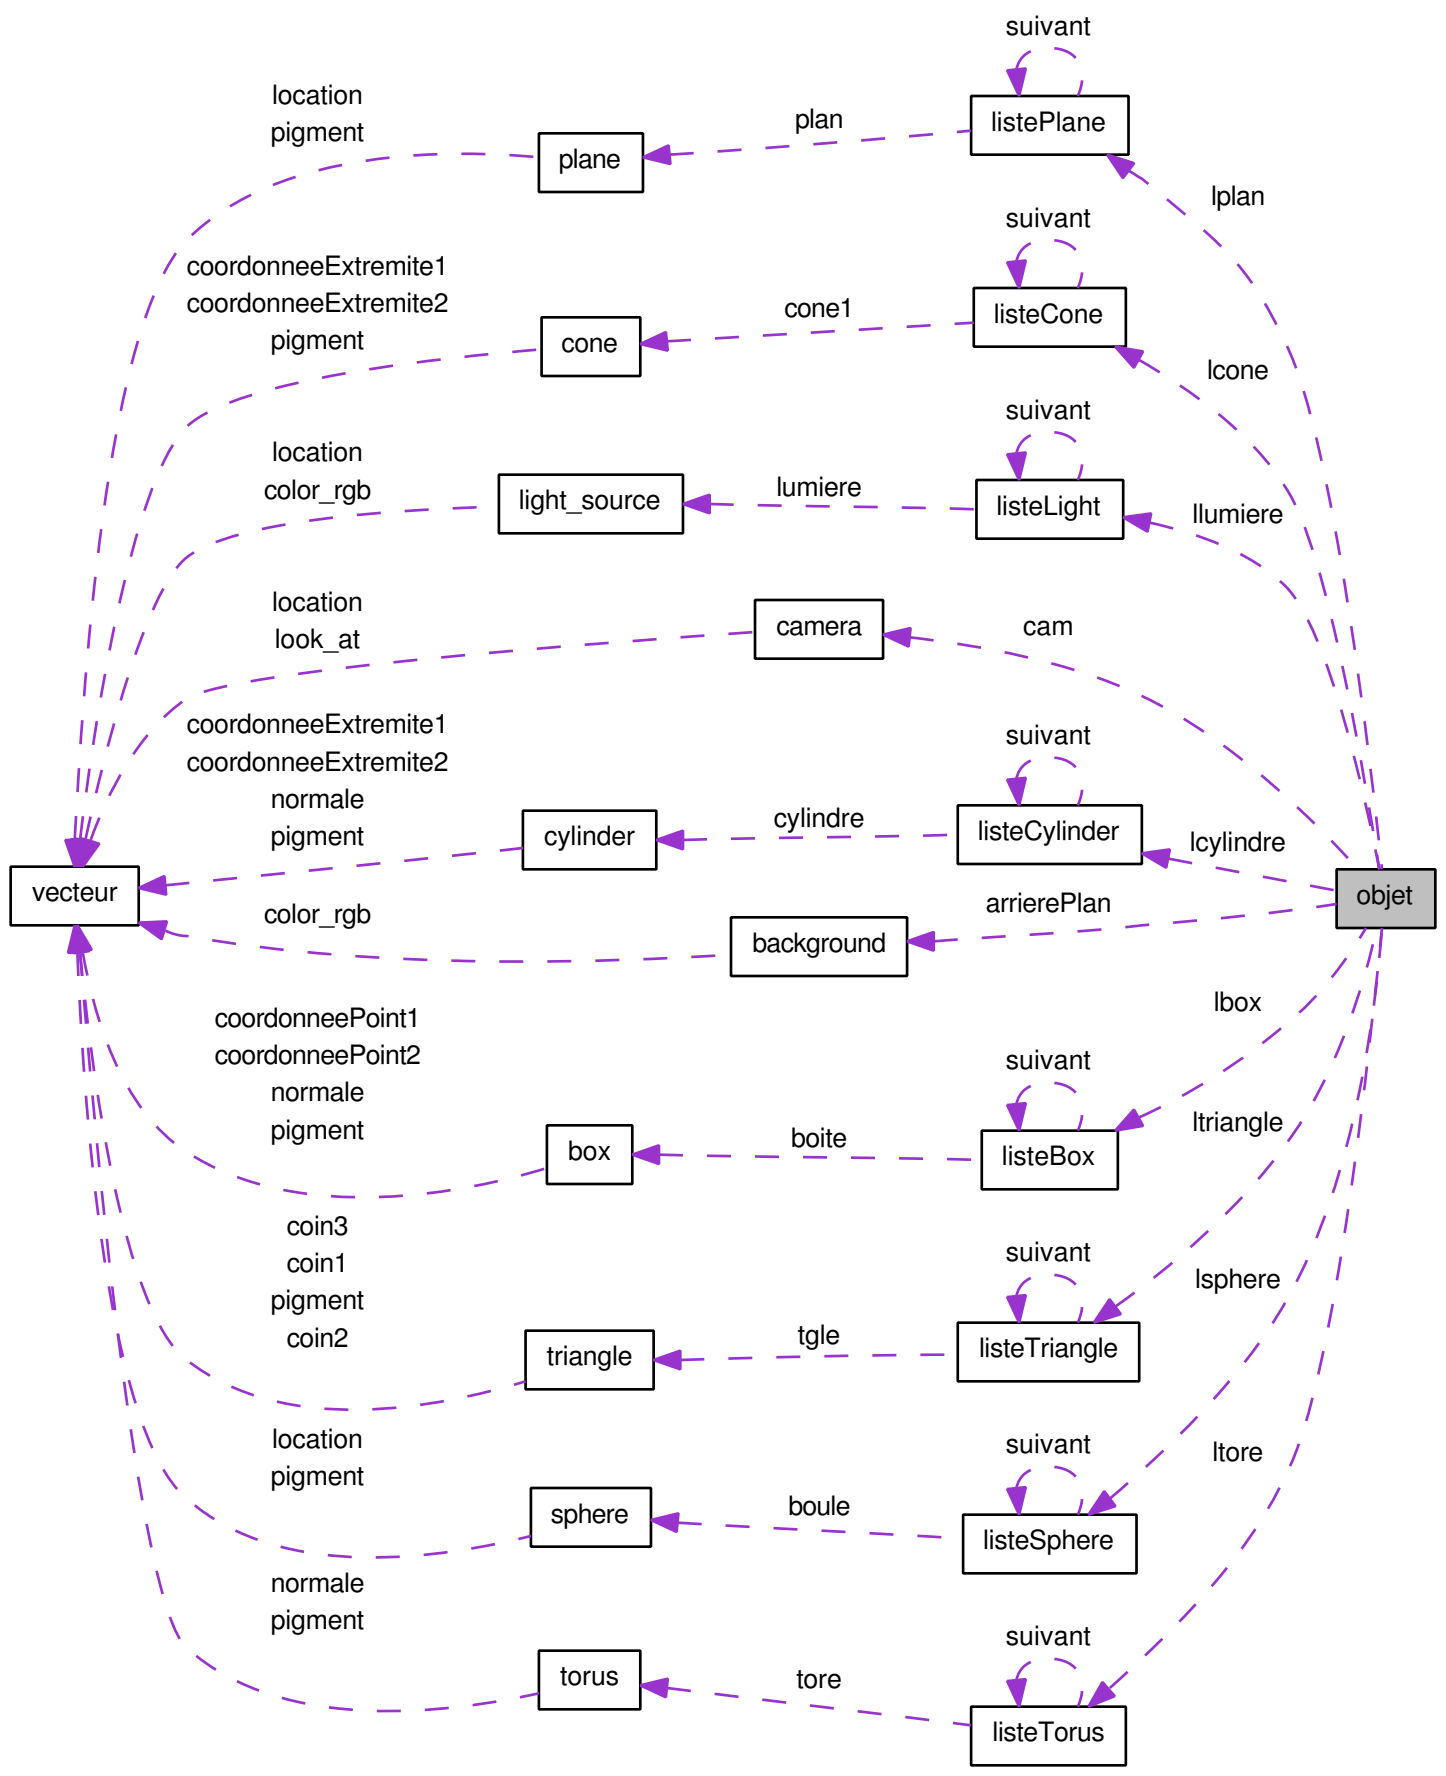 suivant
location
pigment
plan
listePlane
plane
lplan
suivant
coordonneeExtremite1
coordonneeExtremite2
pigment
cone1
listeCone
cone
lcone
suivant
location
color_rgb
lumiere
listeLight
light_source
llumiere
location
look_at
camera
cam
suivant
coordonneeExtremite1
coordonneeExtremite2
normale
pigment
cylindre
listeCylinder
cylinder
lcylindre
vecteur
objet
color_rgb
arrierePlan
background
lbox
coordonneePoint1
coordonneePoint2
normale
pigment
suivant
boite
box
listeBox
ltriangle
coin3
coin1
pigment
coin2
suivant
tgle
triangle
listeTriangle
lsphere
location
pigment
suivant
boule
sphere
listeSphere
ltore
normale
pigment
suivant
tore
torus
listeTorus